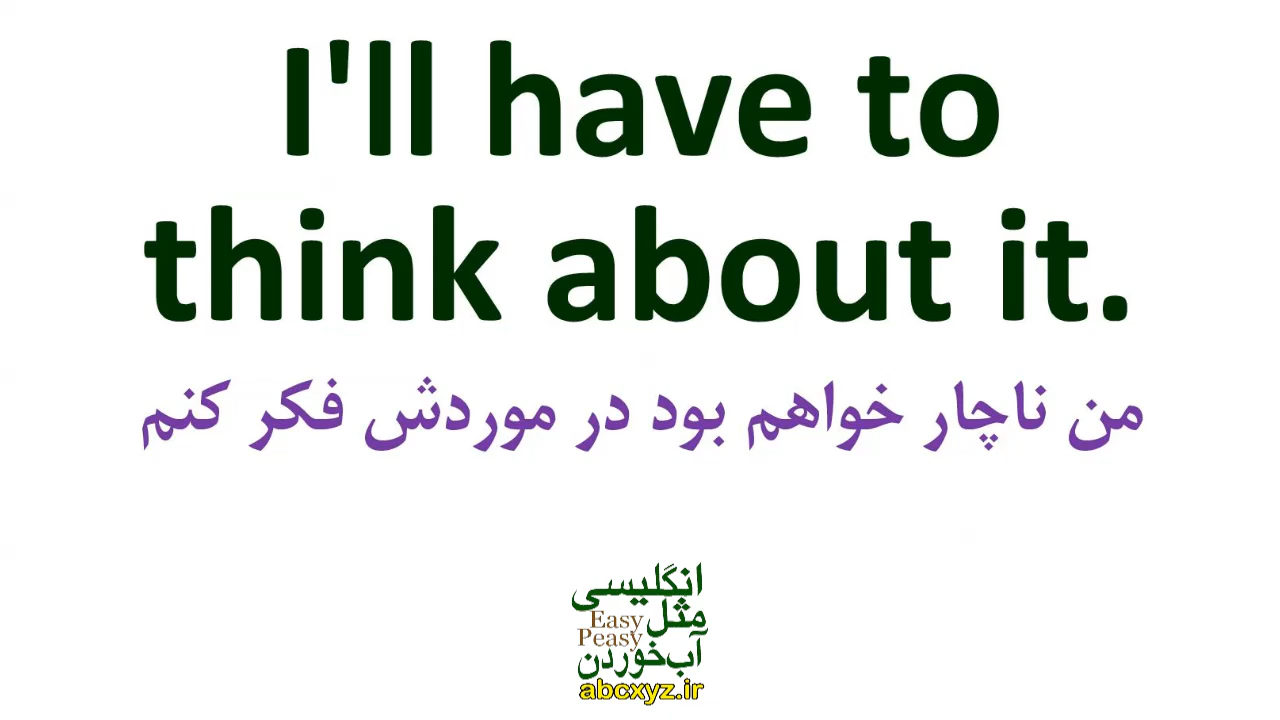 I'll have to
think about it.
من ناچار خواهم بود در موردش فکر کنم
انگلیسی
مثل
Easy
Peasy
آب‌خوردن
abcxyz.ir